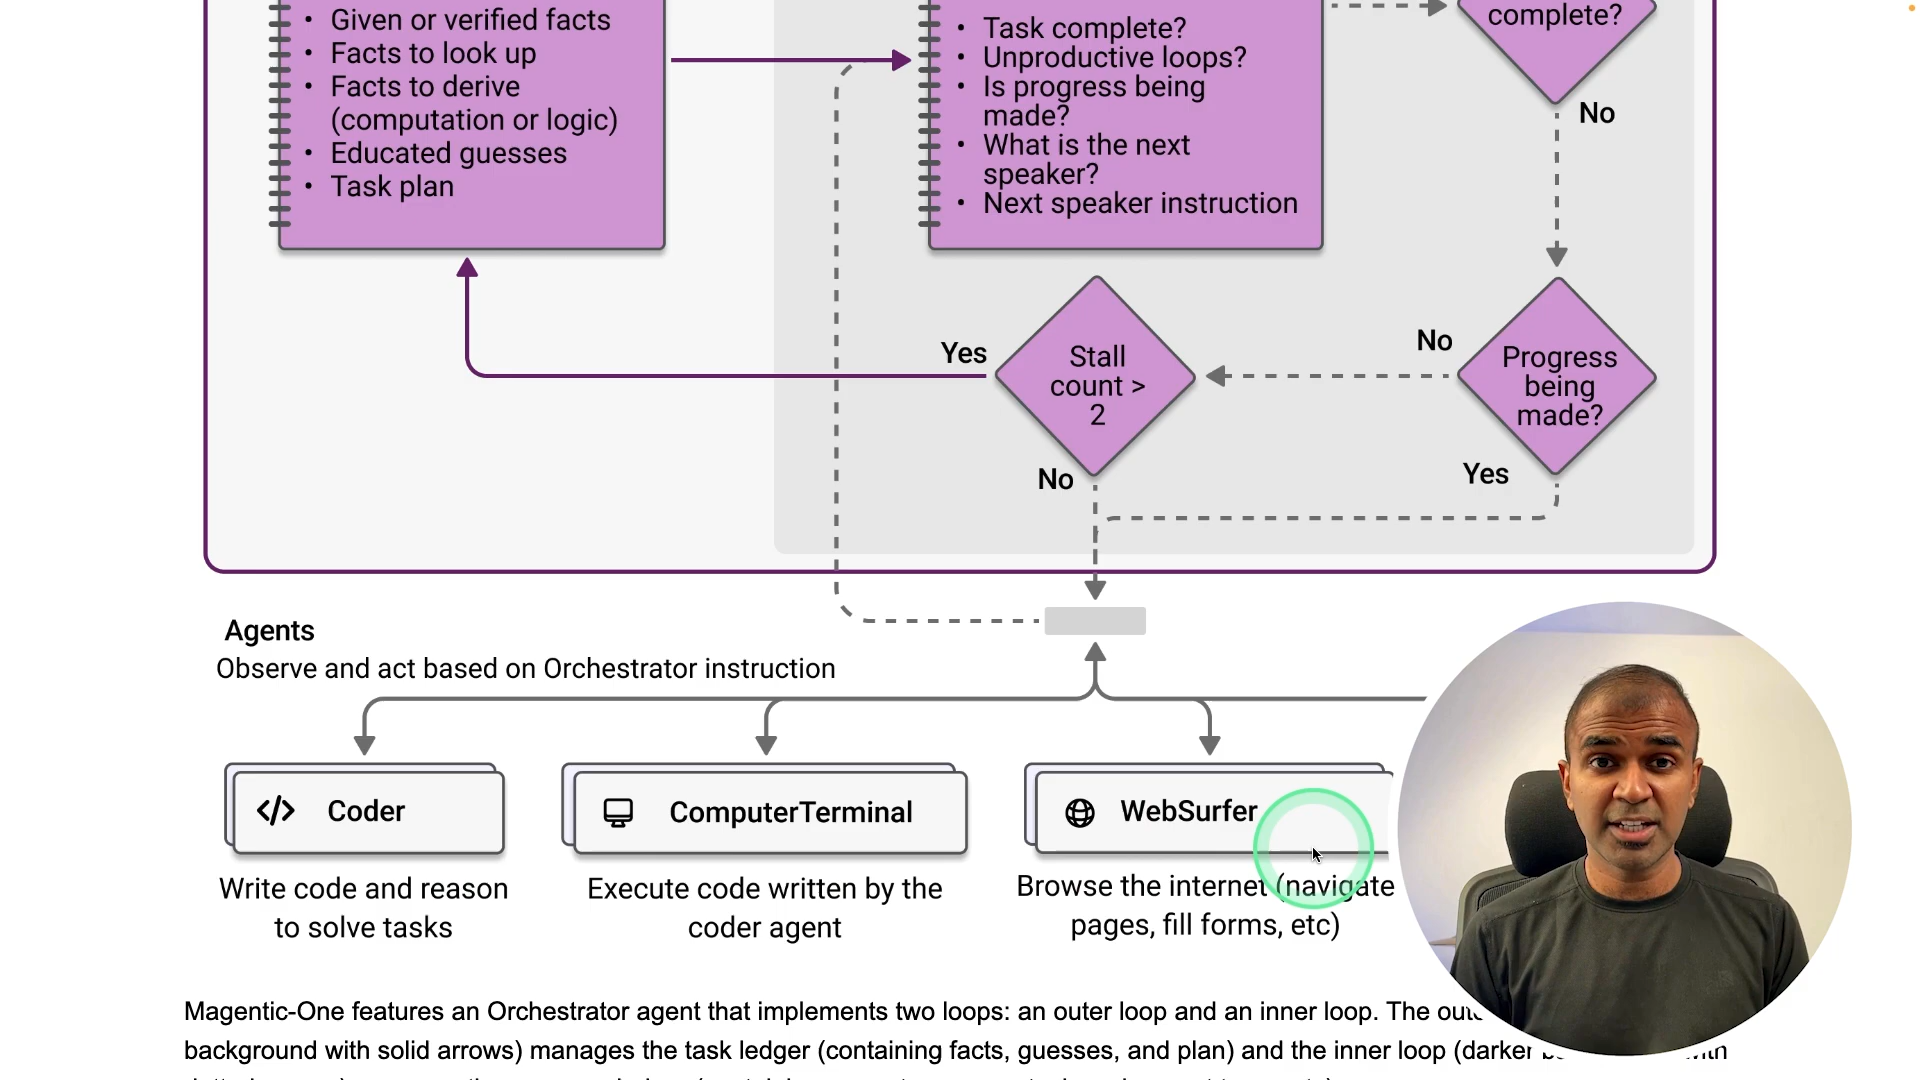 Given or verified facts
Facts to look up
Facts to derive
(computation or logic)
Educated guesses
Task plan
Task complete?
Unproductive loops?
Is progress being
made?
What is the next
speaker?
Next speaker instruction
complete?
No
Progress
being
made?
No
Yes
Stall
count >
2
Yes
No
Agents
Observe and act based on Orchestrator instruction
Coder
Write code and reason
to solve tasks
ComputerTerminal
Execute code written by the
coder agent
WebSurfer
Browse the internet (navigate
pages, fill forms, etc)
Magentic-One features an Orchestrator agent that implements two loops: an outer loop and an inner loop. The
background with solid arrows) manages the task ledger (containing facts, guesses, and plan) and the inner loop (darker